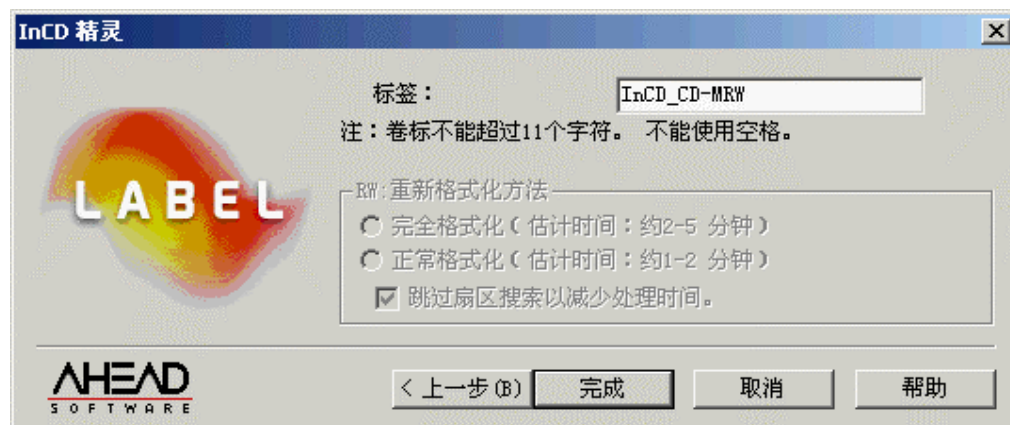 InCD 精灵
标签：
InCD_CD-MRW
注：卷标不能超过11个字符。 不能使用空格。
LABEL
RW:重新格式化方法
完全格式化(估计时间：约2-5 分钟)
正常格式化(估计时间：约1-2 分钟)
跳过扇区搜索以减少处理时间。
AHEAD
SOFTWARE
< 上一步(B)
完成
取消
帮助